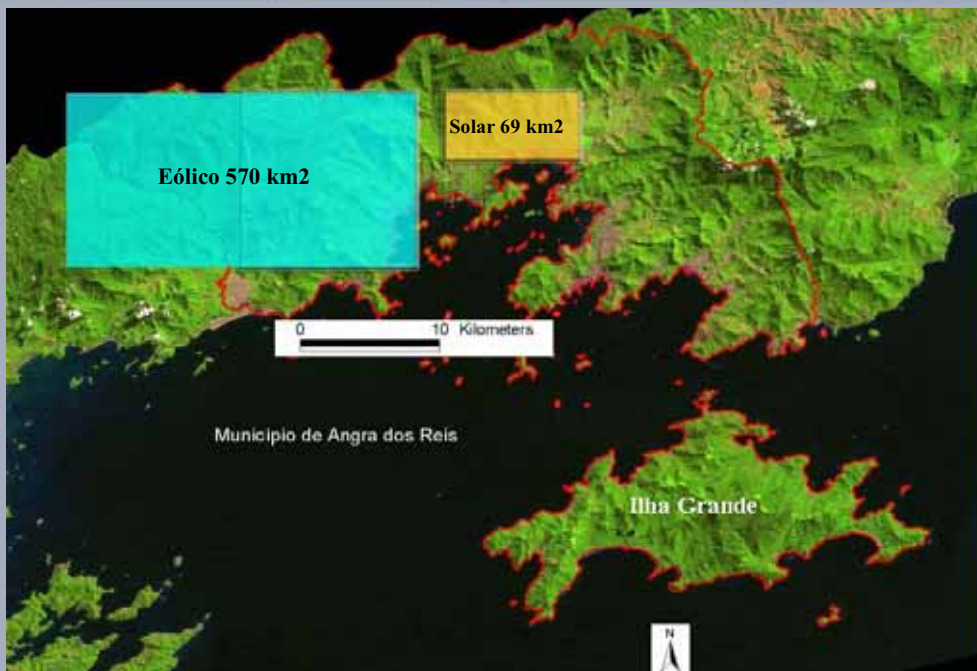 Solar 69 km2
Eólico 570 km2
0 10 Kilometers
Municipio de Angra dos Reis
Ilha Grande
N